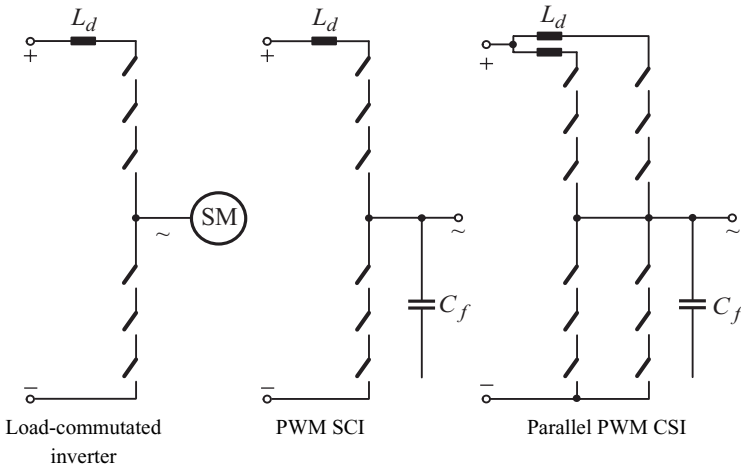 L_d
L_d
L_d
+
+
+
SM
~
~
~
C_f
C_f
−
−
−
Load-commutated
inverter
PWM SCI
Parallel PWM CSI